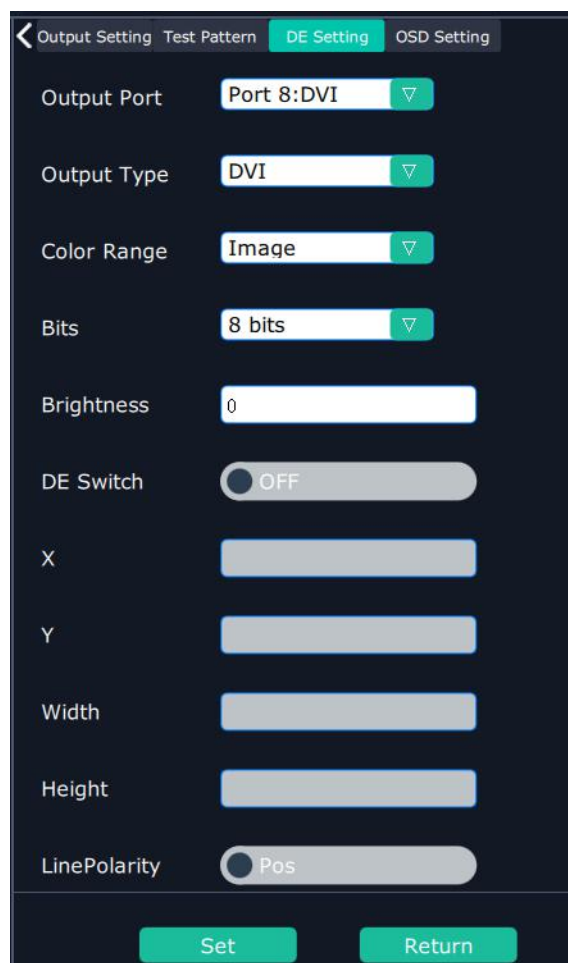 Output Setting Test Pattern DE Setting OSD Setting
Output Port Port 8:DVI
Output Type DVI
Color Range Image
Bits 8 bits
Brightness 0
DE Switch OFF
X
Y
Width
Height
LinePolarity Pos
Set Return